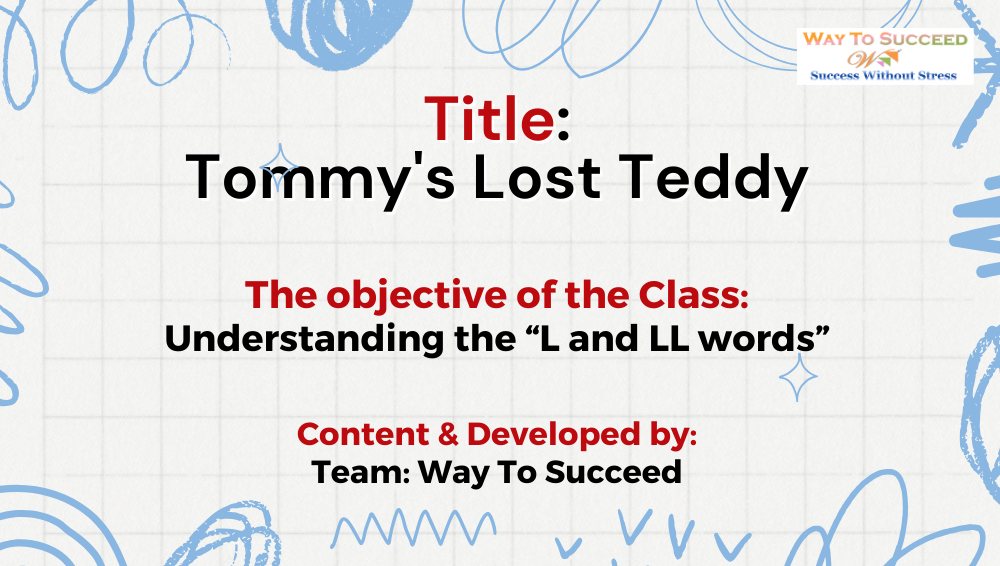 Way To Succeed
Success Without Stress
Title:
Tommy's Lost Teddy
The objective of the Class:
Understanding the “L and LL words”
Content & Developed by:
Team: Way To Succeed